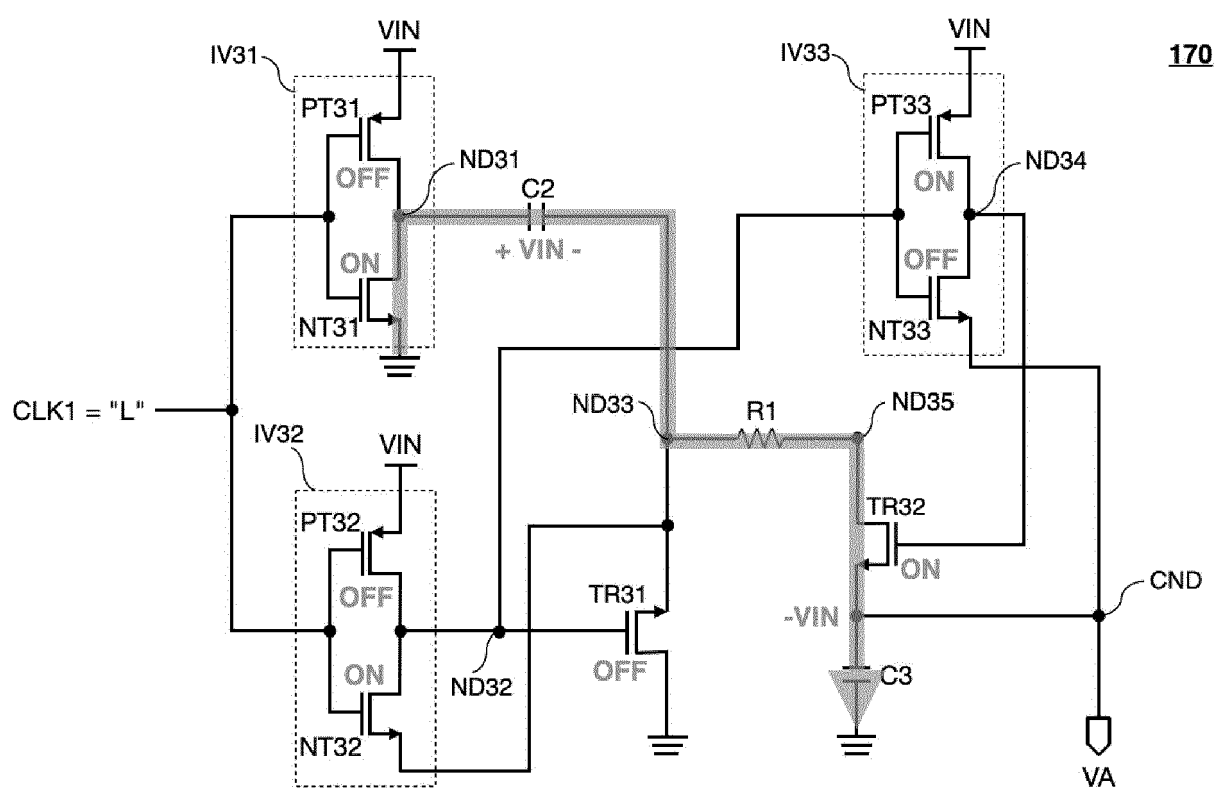 VIN
VIN
170
IV31
IV33
PT31
PT33
OFF
ND31
ON
ND34
C2
+ VIN -
ON
OFF
NT31
NT33
CLK1 = "L"
ND33
R1
ND35
IV32
VIN
PT32
TR32
OFF
ON
TR31
-VIN
CND
OFF
ON
ND32
C3
NT32
VA